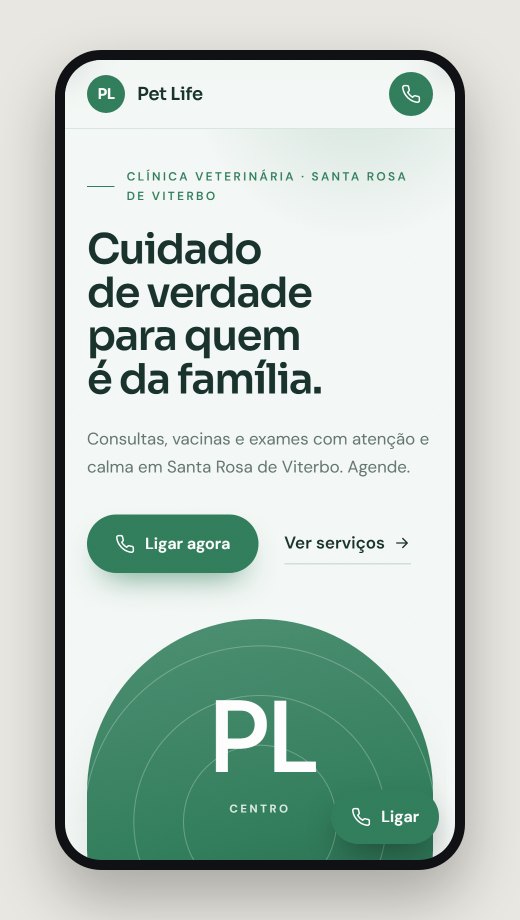 PL
Pet Life
CLÍNICA VETERINÁRIA · SANTA ROSA
DE VITERBO
Cuidado
de verdade
para quem
é da família.
Consultas, vacinas e exames com atenção e
calma em Santa Rosa de Viterbo. Agende.
Ligar agora
Ver serviços →
PL
CENTRO
Ligar